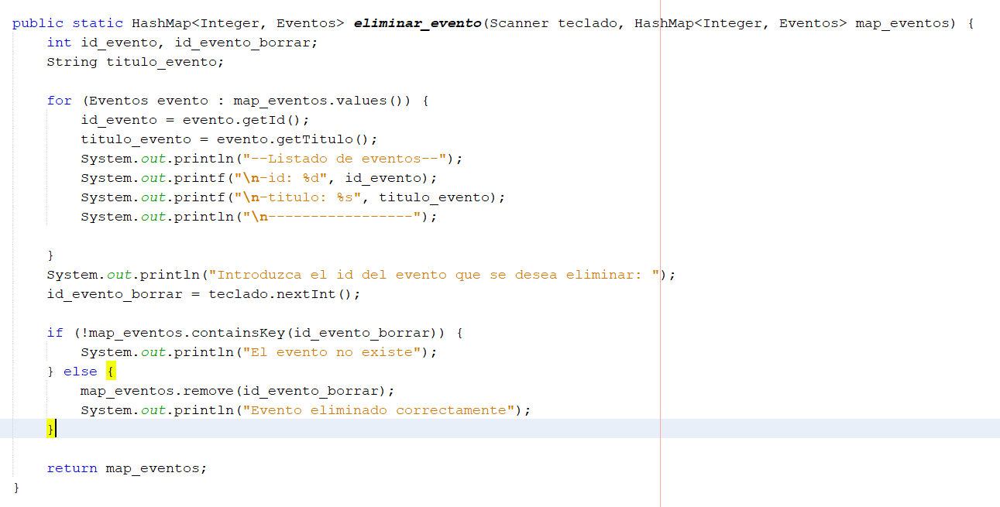 public static HashMap<Integer, Eventos> eliminar_evento(Scanner teclado, HashMap<Integer, Eventos> map_eventos) {
    int id_evento, id_evento_borrar;
    String titulo_evento;

    for (Eventos evento : map_eventos.values()) {
        id_evento = evento.getId();
        titulo_evento = evento.getTitulo();
        System.out.println("--Listado de eventos--");
        System.out.printf("\n-id: %d", id_evento);
        System.out.printf("\n-titulo: %s", titulo_evento);
        System.out.println("\n-----------------");

    }
    System.out.println("Introduzca el id del evento que se desea eliminar: ");
    id_evento_borrar = teclado.nextInt();

    if (!map_eventos.containsKey(id_evento_borrar)) {
        System.out.println("El evento no existe");
    } else {
        map_eventos.remove(id_evento_borrar);
        System.out.println("Evento eliminado correctamente");
    }

    return map_eventos;
}